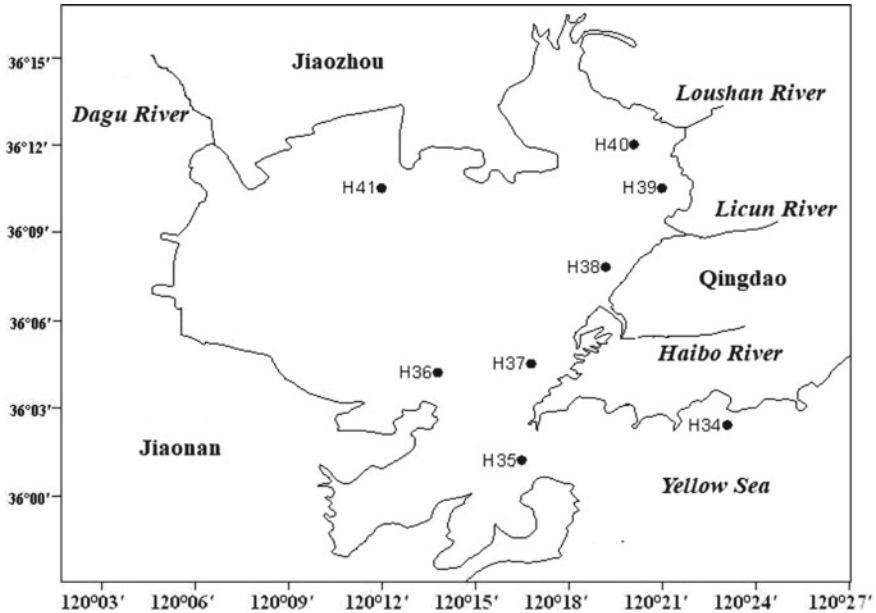 36°15′
Jiaozhou
Loushan River
Dagu River
36°12′
H40
H41
H39
Licun River
36°09′
H38
Qingdao
36°06′
Haibo River
H37
H36
36°03′
H34
Jiaonan
H35
Yellow Sea
36°00′
120°03′ 120°06′ 120°09′ 120°12′ 120°15′ 120°18′ 120°21′ 120°24′ 120°27′